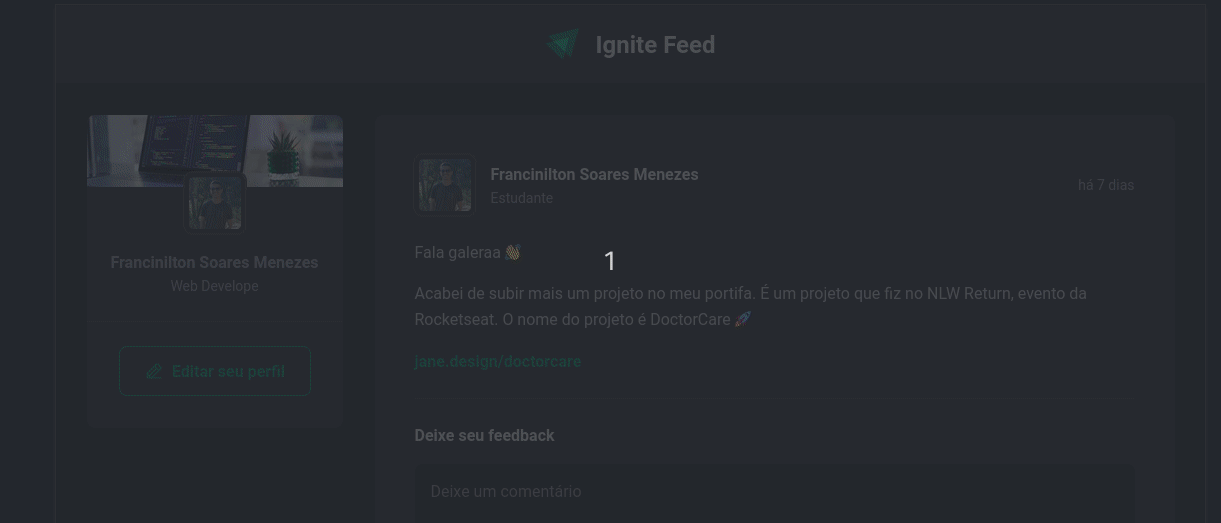 Ignite Feed
Francinilton Soares Menezes
Web Develope
Editar seu perfil
Francinilton Soares Menezes
Estudante
há 7 dias
Fala galeraa 👋
1
Acabei de subir mais um projeto no meu portifa. É um projeto que fiz no NLW Return, evento da
Rocketseat. O nome do projeto é DoctorCare 🚀
jane.design/doctorcare
Deixe seu feedback
Deixe um comentário